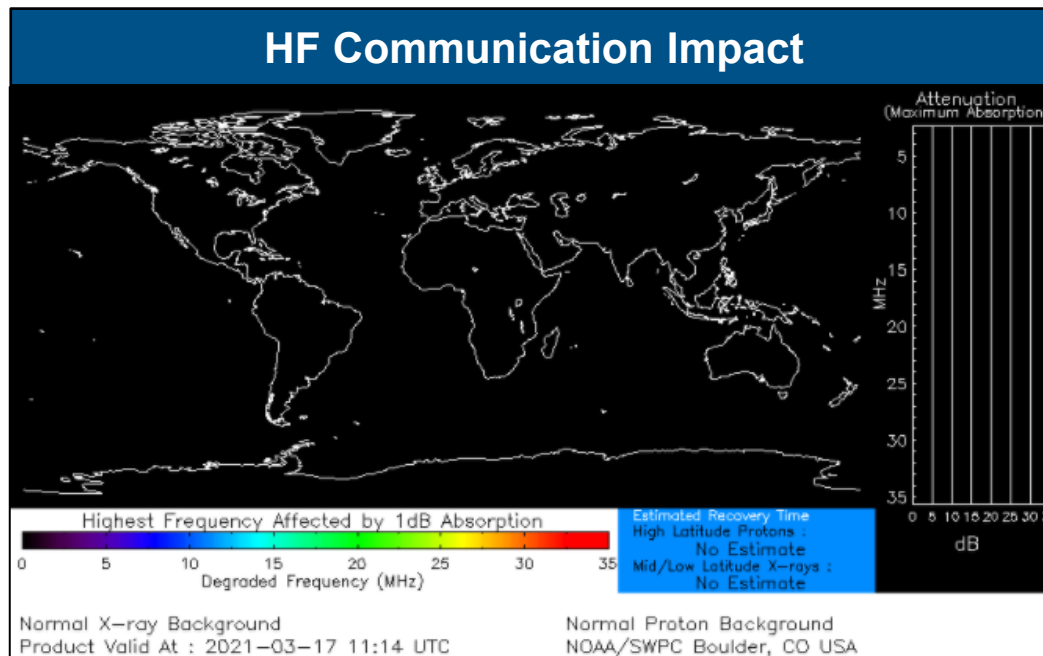 HF Communication Impact
Attenuation
(Maximum Absorption)
5
10
15
20
25
30
35
MHz
0 5 10 15 20 25 30
dB
Highest Frequency Affected by 1dB Absorption
0 5 10 15 20 25 30 35
Degraded Frequency (MHz)
Estimated Recovery Time
High Latitude Protons :
No Estimate
Mid/Low Latitude X-rays :
No Estimate
Normal X-ray Background
Product Valid At : 2021-03-17 11:14 UTC
Normal Proton Background
NOAA/SWPC Boulder, CO USA